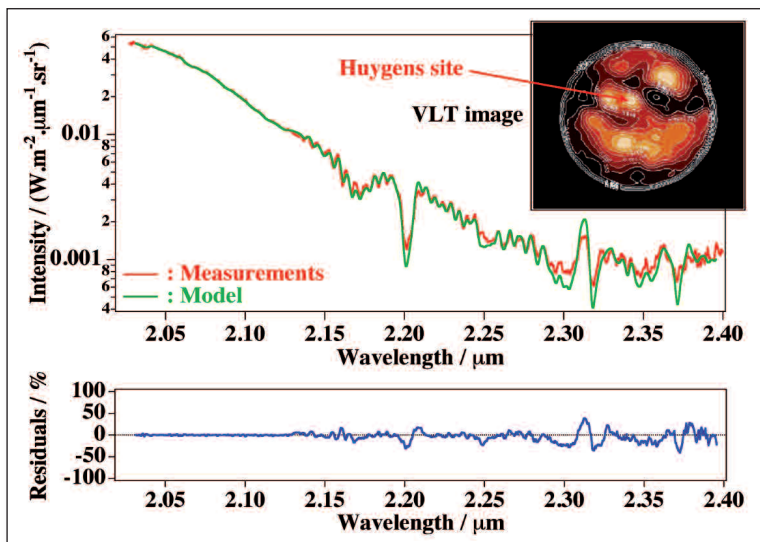 Huygens site
VLT image
Intensity / (W.m⁻².μm⁻¹.sr⁻¹)
6
4
2
0.01
8
6
4
2
0.001
8
6
4
: Measurements
: Model
2.05 2.10 2.15 2.20 2.25 2.30 2.35 2.40
Wavelength / μm
Residuals / %
100
50
0
-50
-100
2.05 2.10 2.15 2.20 2.25 2.30 2.35 2.40
Wavelength / μm